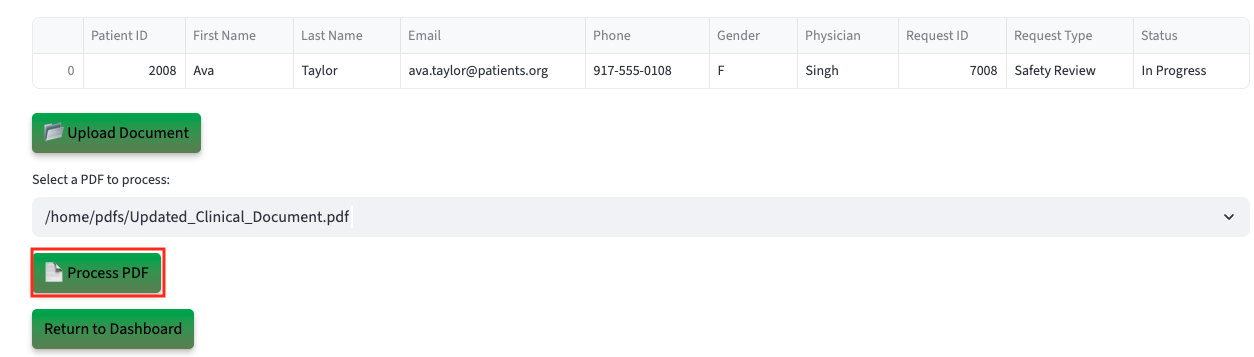 Patient ID First Name Last Name Email Phone Gender Physician Request ID Request Type Status
0 2008 Ava Taylor ava.taylor@patients.org 917-555-0108 F Singh 7008 Safety Review In Progress
Upload Document
Select a PDF to process:
/home/pdfs/Updated_Clinical_Document.pdf
Process PDF
Return to Dashboard